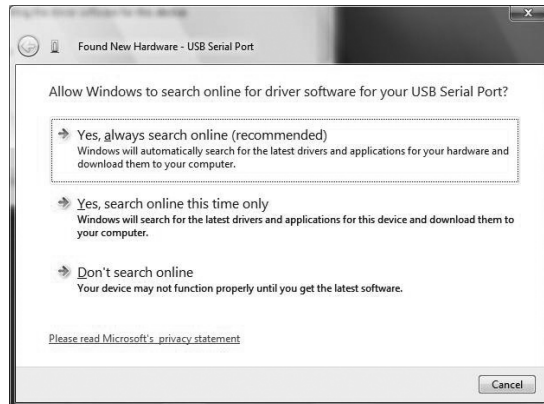 Found New Hardware - USB Serial Port
Allow Windows to search online for driver software for your USB Serial Port?
Yes, always search online (recommended)
Windows will automatically search for the latest drivers and applications for your hardware and
download them to your computer.
Yes, search online this time only
Windows will search for the latest drivers and applications for this device and download them to
your computer.
Don't search online
Your device may not function properly until you get the latest software.
Please read Microsoft's privacy statement
Cancel